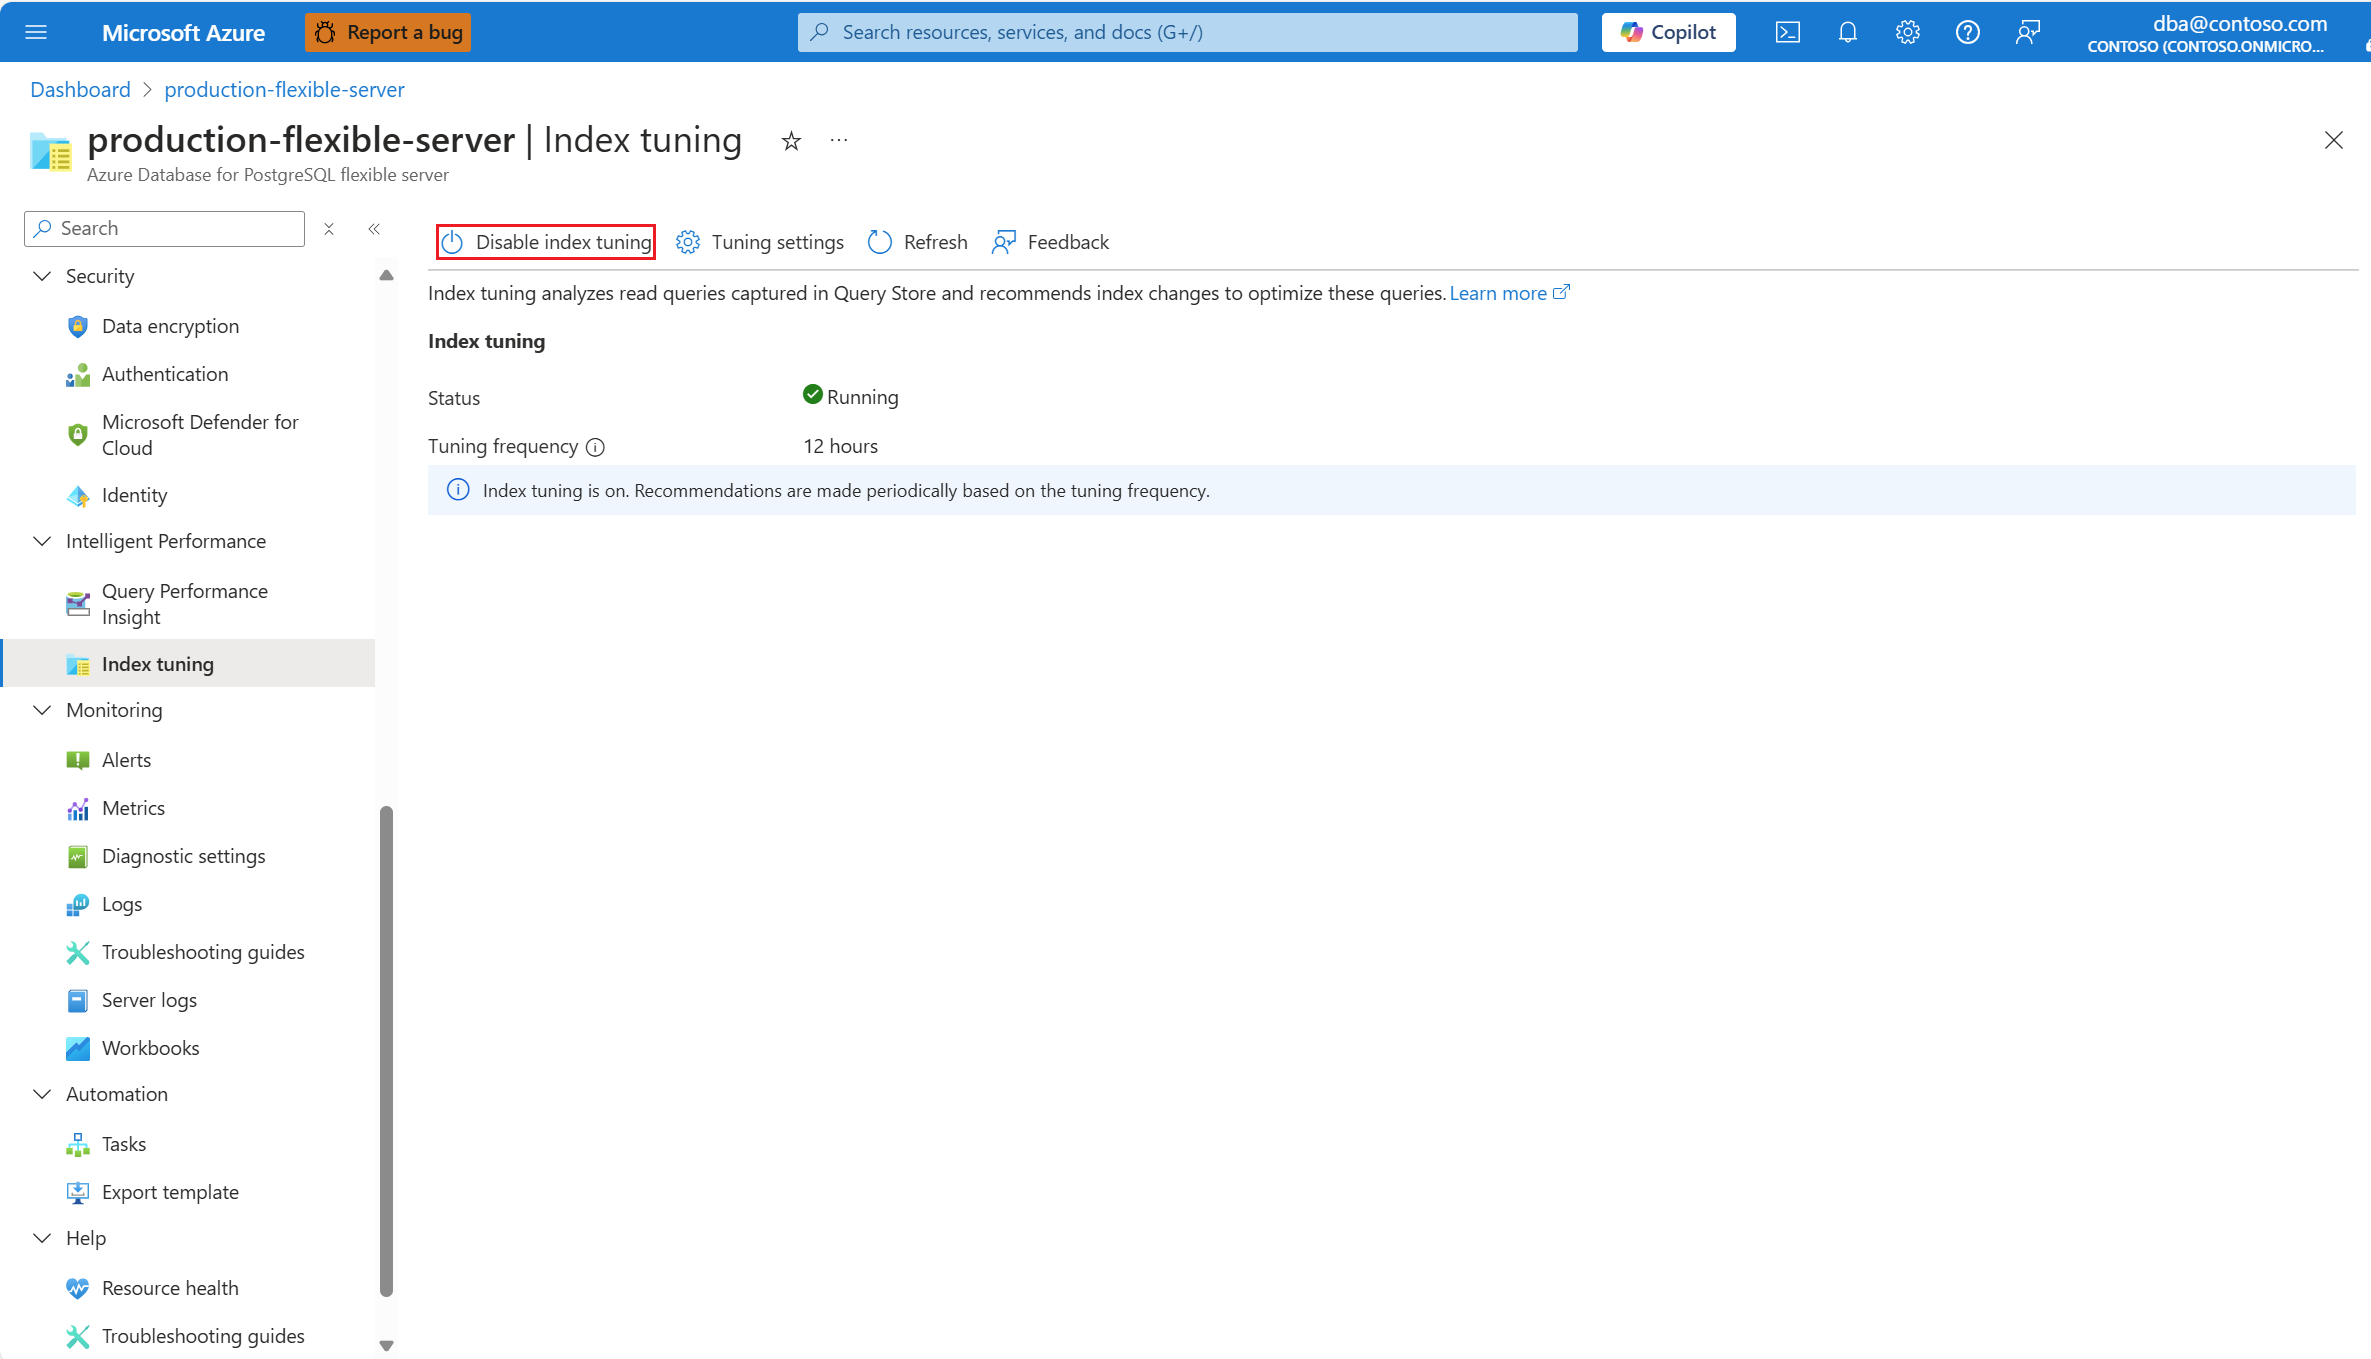 Microsoft Azure
Report a bug
Search resources, services, and docs (G+/)
Copilot
dba@contoso.com
CONTOSO (CONTOSO.ONMICRO...
Dashboard > production-flexible-server
production-flexible-server | Index tuning
Azure Database for PostgreSQL flexible server
Search
Disable index tuning
Tuning settings
Refresh
Feedback
Index tuning analyzes read queries captured in Query Store and recommends index changes to optimize these queries. Learn more
Index tuning
Status
Running
Tuning frequency
12 hours
Index tuning is on. Recommendations are made periodically based on the tuning frequency.
Security
Data encryption
Authentication
Microsoft Defender for
Cloud
Identity
Intelligent Performance
Query Performance
Insight
Index tuning
Monitoring
Alerts
Metrics
Diagnostic settings
Logs
Troubleshooting guides
Server logs
Workbooks
Automation
Tasks
Export template
Help
Resource health
Troubleshooting guides